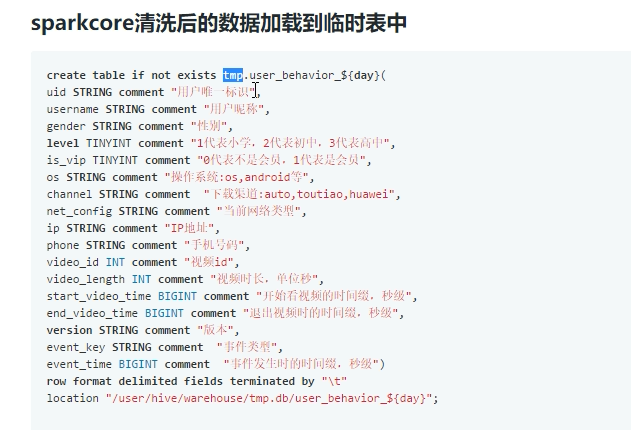 sparkcore清洗后的数据加载到临时表中
create table if not exists tmp.user_behavior_${day}(
uid STRING comment "用户唯一标识",
username STRING comment "用户昵称",
gender STRING comment "性别",
level TINYINT comment "1代表小学，2代表初中，3代表高中",
is_vip TINYINT comment "0代表不是会员，1代表是会员",
os STRING comment "操作系统:os,android等",
channel STRING comment  "下载渠道:auto,toutiao,huawei",
net_config STRING comment "当前网络类型",
ip STRING comment "IP地址",
phone STRING comment "手机号码",
video_id INT comment "视频id",
video_length INT comment "视频时长，单位秒",
start_video_time BIGINT comment "开始看视频的时间缀，秒级",
end_video_time BIGINT comment "退出视频时的时间缀，秒级",
version STRING comment "版本",
event_key STRING comment  "事件类型",
event_time BIGINT comment  "事件发生时的时间缀，秒级")
row format delimited fields terminated by "\t"
location "/user/hive/warehouse/tmp.db/user_behavior_${day}";